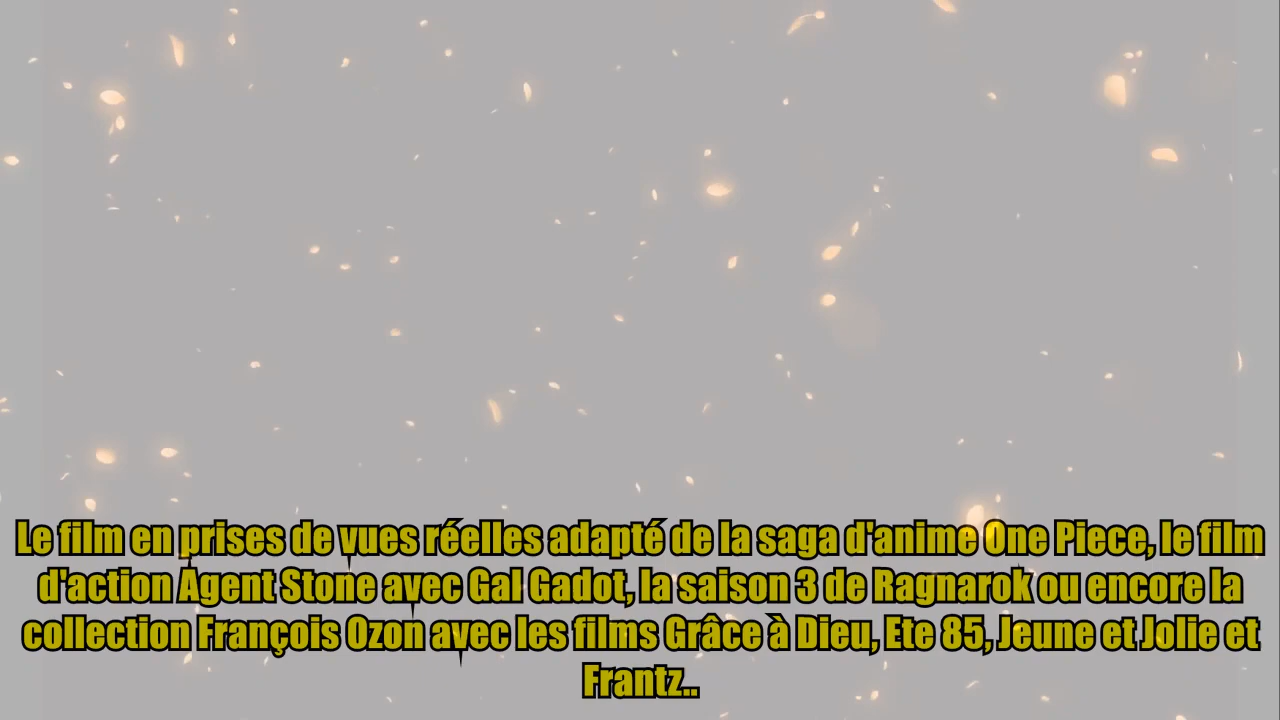 Le film en prises de vues réelles adapté de la saga d'anime One Piece, le film
d'action Agent Stone avec Gal Gadot, la saison 3 de Ragnarok ou encore la
collection François Ozon avec les films Grâce à Dieu, Ete 85, Jeune et Jolie et
Frantz..